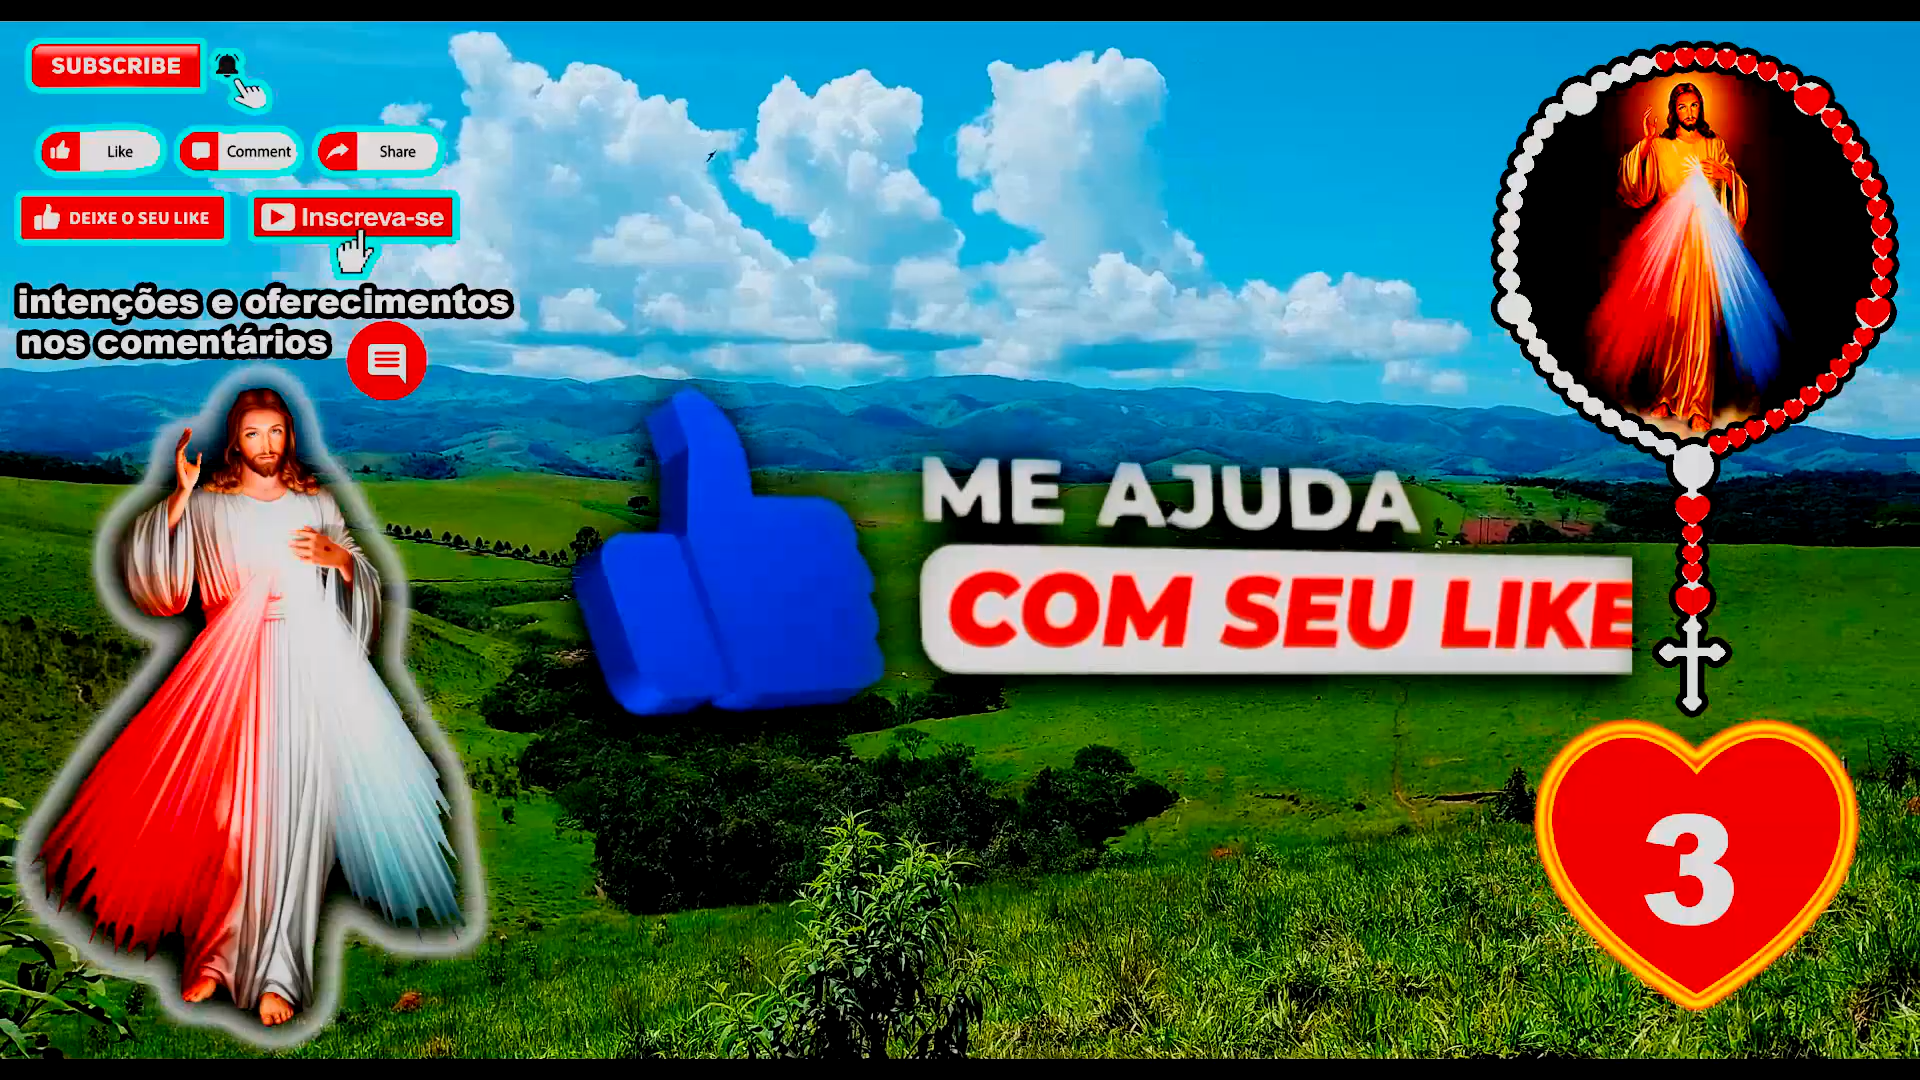 SUBSCRIBE
Like
Comment
Share
DEIXE O SEU LIKE
Inscreva-se
intenções e oferecimentos
nos comentários
ME AJUDA
COM SEU LIKE
3